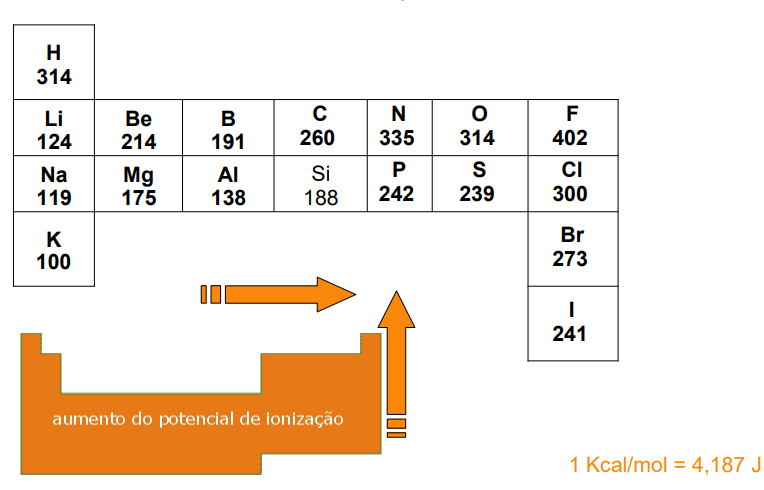 H
314
Li Be B C N O F
124 214 191 260 335 314 402
Na Mg Al Si P S Cl
119 175 138 188 242 239 300
K Br
100 273
I
241
aumento do potencial de ionização
1 Kcal/mol = 4,187 J